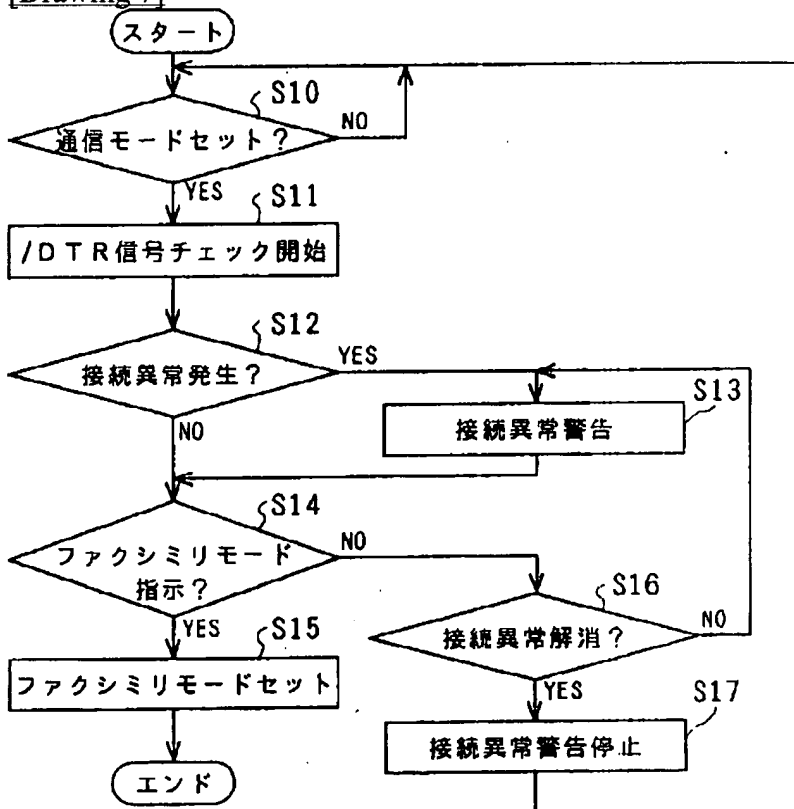 [Drawing 7]
スタート
S10
通信モードセット?
NO
YES
S11
/DTR信号チェック開始
S12
接続異常発生?
YES
NO
S13
接続異常警告
S14
ファクシミリモード
指示?
NO
YES
S15
ファクシミリモードセット
S16
接続異常解消?
NO
YES
S17
接続異常警告停止
エンド